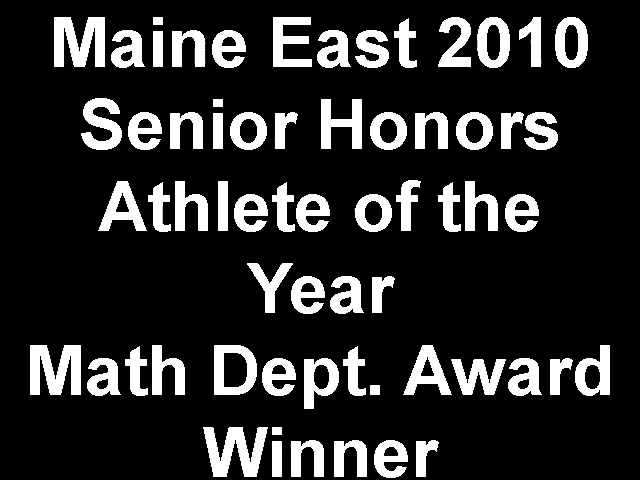 Maine East 2010
Senior Honors
Athlete of the
Year
Math Dept. Award
Winner